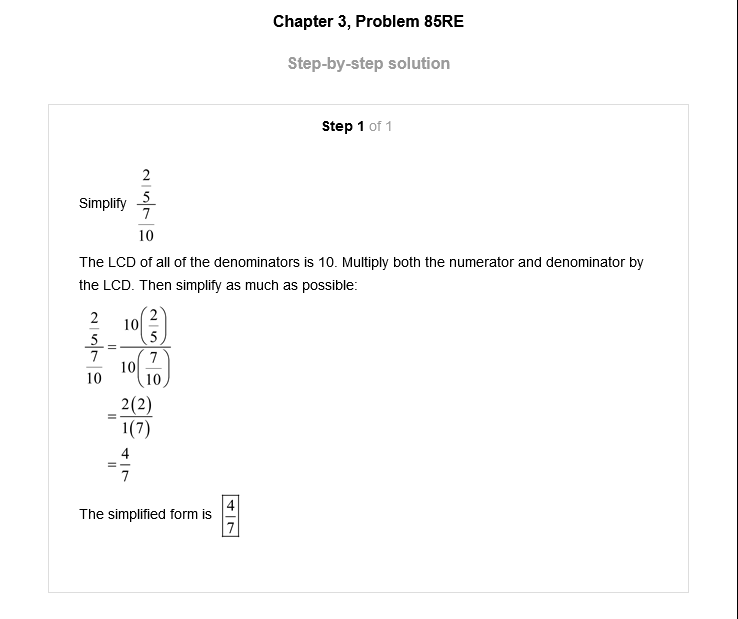 Chapter 3, Problem 85RE
Step-by-step solution
Step 1 of 1
Simplify \frac{\frac{2}{5}}{\frac{7}{10}}
The LCD of all of the denominators is 10. Multiply both the numerator and denominator by
the LCD. Then simplify as much as possible:
\frac{\frac{2}{5}}{\frac{7}{10}} = \frac{10\left(\frac{2}{5}\right)}{10\left(\frac{7}{10}\right)}
= \frac{2(2)}{1(7)}
= \frac{4}{7}
The simplified form is \boxed{\frac{4}{7}}